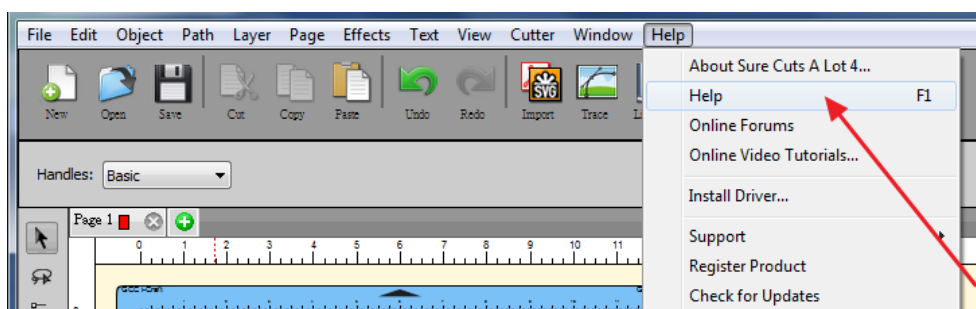 File Edit Object Path Layer Page Effects Text View Cutter Window Help
About Sure Cuts A Lot 4...
Help F1
Online Forums
Online Video Tutorials...
Install Driver...
Support
Register Product
Check for Updates
New Open Save Cut Copy Paste Undo Redo Import Trace
SVG
Handles: Basic
Page 1
0 1 2 3 4 5 6 7 8 9 10 11